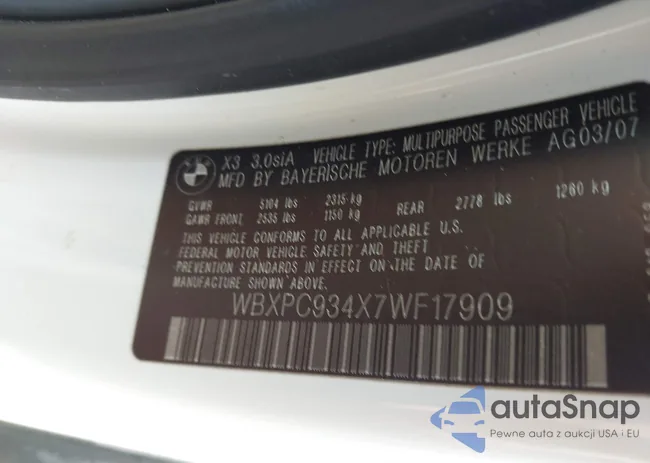 X3 3.0siA VEHICLE TYPE: MULTIPURPOSE PASSENGER VEHICLE
MFD BY BAYERISCHE MOTOREN WERKE AG 03/07
GVWR 5104 lbs 2315 kg
GAWR FRONT 2535 lbs 1150 kg REAR 2778 lbs 1260 kg
THIS VEHICLE CONFORMS TO ALL APPLICABLE U.S.
FEDERAL MOTOR VEHICLE SAFETY AND THEFT
PREVENTION STANDARDS IN EFFECT ON THE DATE OF
MANUFACTURE SHOWN ABOVE.
WBXPC934X7WF17909
autaSnap
Pewne auta z aukcji USA i EU